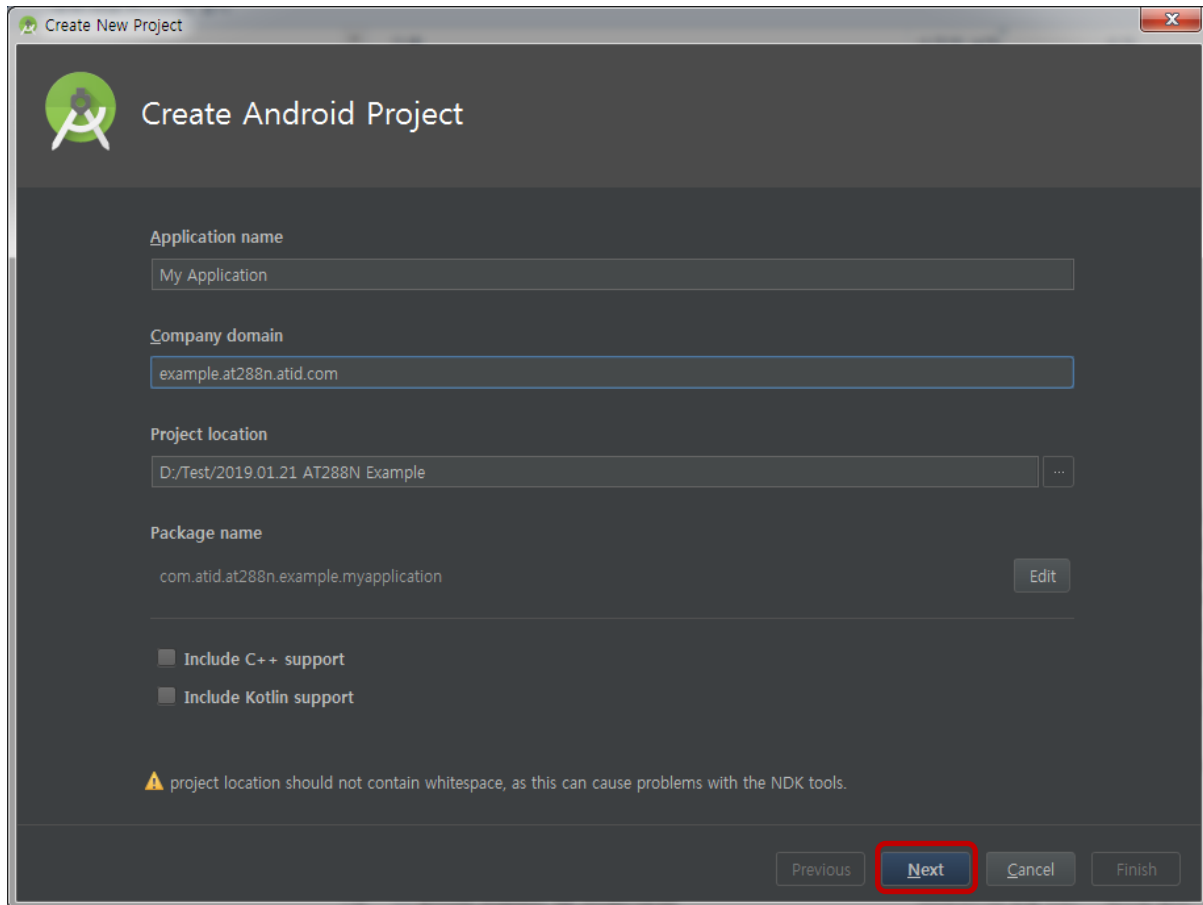 Create New Project
Create Android Project
Application name
My Application
Company domain
example.at288n.atid.com
Project location
D:/Test/2019.01.21 AT288N Example
...
Package name
com.atid.at288n.example.myapplication
Edit
Include C++ support
Include Kotlin support
project location should not contain whitespace, as this can cause problems with the NDK tools.
Previous Next Cancel Finish